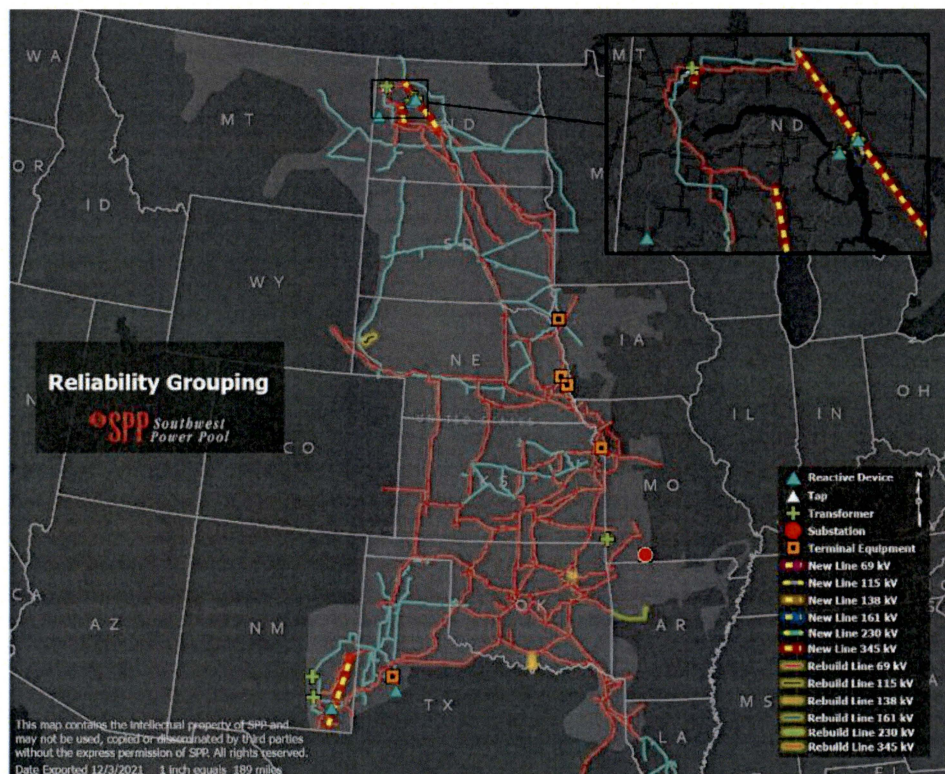 WA
MT
ND
MT
ND
OR
M
ID
SD
WY
IA
NE
Reliability Grouping
SPP Southwest
Power Pool
UNITED STATES
OH
IL
IN
N
CO
KS
MO
Reactive Device
Tap
Transformer
Substation
Terminal Equipment
New Line 69 kV
New Line 115 kV
New Line 138 kV
New Line 161 kV
New Line 230 kV
New Line 345 kV
Rebuild Line 69 kV
Rebuild Line 115 kV
Rebuild Line 138 kV
Rebuild Line 161 kV
Rebuild Line 230 kV
Rebuild Line 345 kV
CA
AZ
NM
OK
AR
TX
MS
LA
This map contains the intellectual property of SPP and
may not be used, copied or disseminated by third parties
without the express permission of SPP. All rights reserved.
Date Exported 12/3/2021 1 inch equals 189 miles